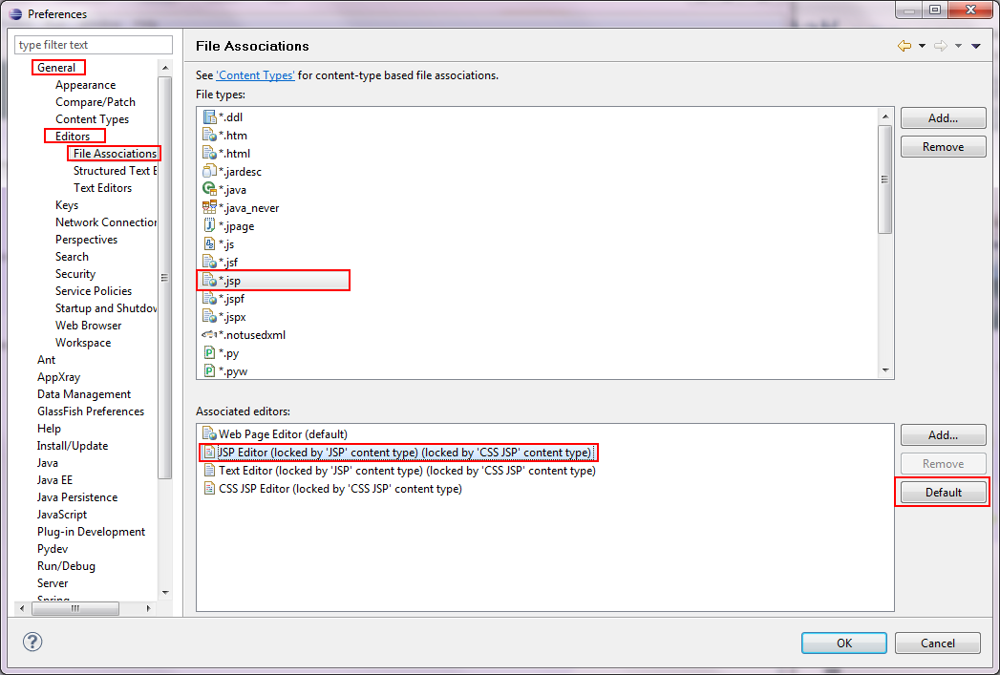 Preferences
type filter text
General
Appearance
Compare/Patch
Content Types
Editors
File Associations
Structured Text E
Text Editors
Keys
Network Connection
Perspectives
Search
Security
Service Policies
Startup and Shutdov
Web Browser
Workspace
Ant
AppXray
Data Management
GlassFish Preferences
Help
Install/Update
Java
Java EE
Java Persistence
JavaScript
Plug-in Development
Pydev
Run/Debug
Server
Spring
File Associations
See 'Content Types' for content-type based file associations.
File types:
*.ddl
*.htm
*.html
*.jardesc
*.java
*.java_never
*.jpage
*.js
*.jsf
*.jsp
*.jspf
*.jspx
*.notusedxml
*.py
*.pyw
Add...
Remove
Associated editors:
Web Page Editor (default)
JSP Editor (locked by 'JSP' content type) (locked by 'CSS JSP' content type)
Text Editor (locked by 'JSP' content type) (locked by 'CSS JSP' content type)
CSS JSP Editor (locked by 'CSS JSP' content type)
Add...
Remove
Default
OK
Cancel